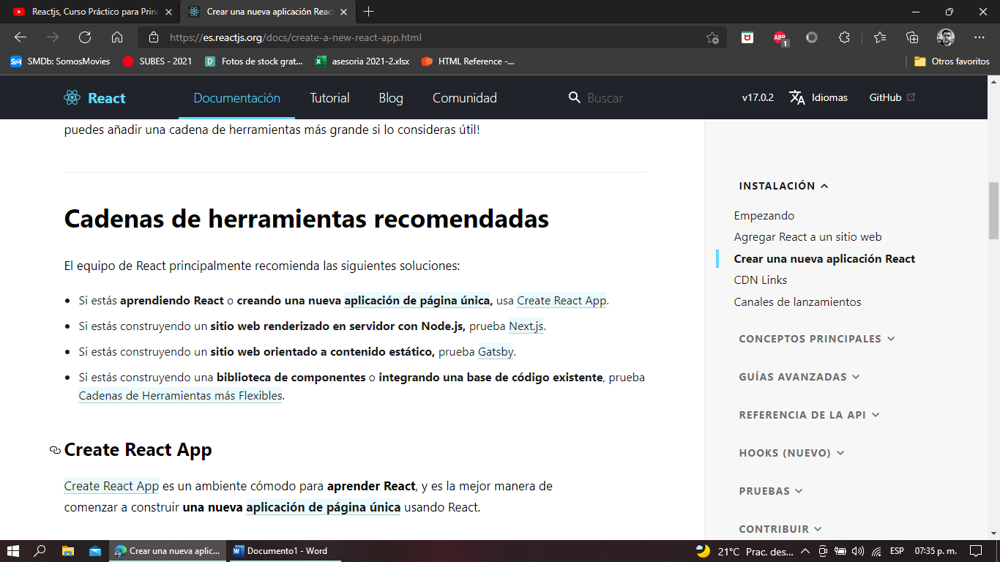 Reactjs, Curso Práctico para Prin
Crear una nueva aplicación React
https://es.reactjs.org/docs/create-a-new-react-app.html
ABP
1
SM SMDb: SomosMovies
SUBES - 2021
Fotos de stock grat...
asesoria 2021-2.xlsx
HTML Reference -...
Otros favoritos
React
Documentación
Tutorial
Blog
Comunidad
Buscar
v17.0.2
Idiomas
GitHub
puedes añadir una cadena de herramientas más grande si lo consideras útil!
Cadenas de herramientas recomendadas
El equipo de React principalmente recomienda las siguientes soluciones:
• Si estás aprendiendo React o creando una nueva aplicación de página única, usa Create React App.
• Si estás construyendo un sitio web renderizado en servidor con Node.js, prueba Next.js.
• Si estás construyendo un sitio web orientado a contenido estático, prueba Gatsby.
• Si estás construyendo una biblioteca de componentes o integrando una base de código existente, prueba
Cadenas de Herramientas más Flexibles.
Create React App
Create React App es un ambiente cómodo para aprender React, y es la mejor manera de
comenzar a construir una nueva aplicación de página única usando React.
INSTALACIÓN
Empezando
Agregar React a un sitio web
Crear una nueva aplicación React
CDN Links
Canales de lanzamientos
CONCEPTOS PRINCIPALES
GUÍAS AVANZADAS
REFERENCIA DE LA API
HOOKS (NUEVO)
PRUEBAS
CONTRIBUIR
Crear una nueva aplic...
Documento1 - Word
21°C Prac. des...
ESP
07:35 p. m.